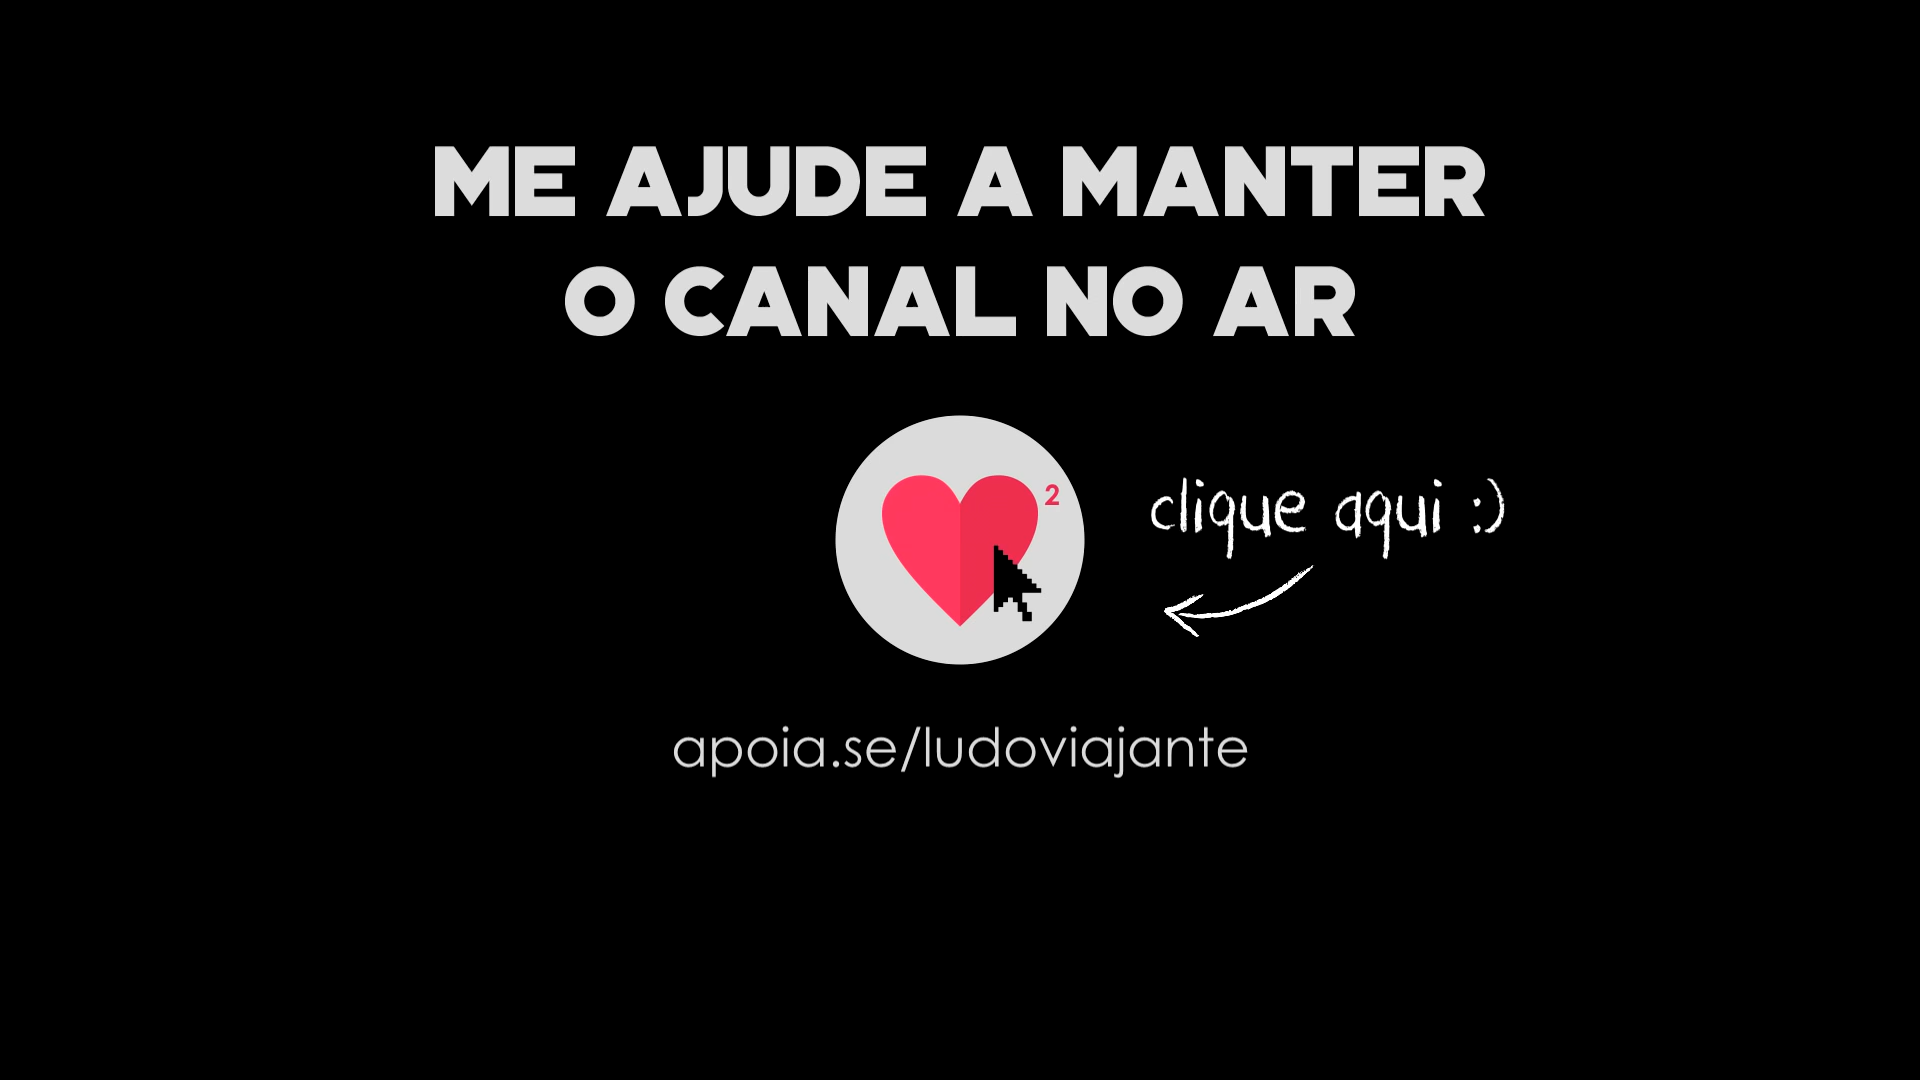 ME AJUDE A MANTER
O CANAL NO AR
2
clique aqui :)
apoia.se/ludoviajante